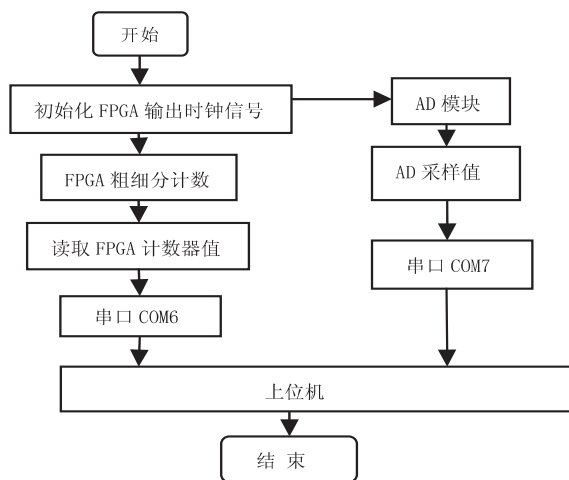 开始
初始化 FPGA 输出时钟信号
AD 模块
FPGA 粗细分计数
AD 采样值
读取 FPGA 计数器值
串口 COM7
串口 COM6
上位机
结 束